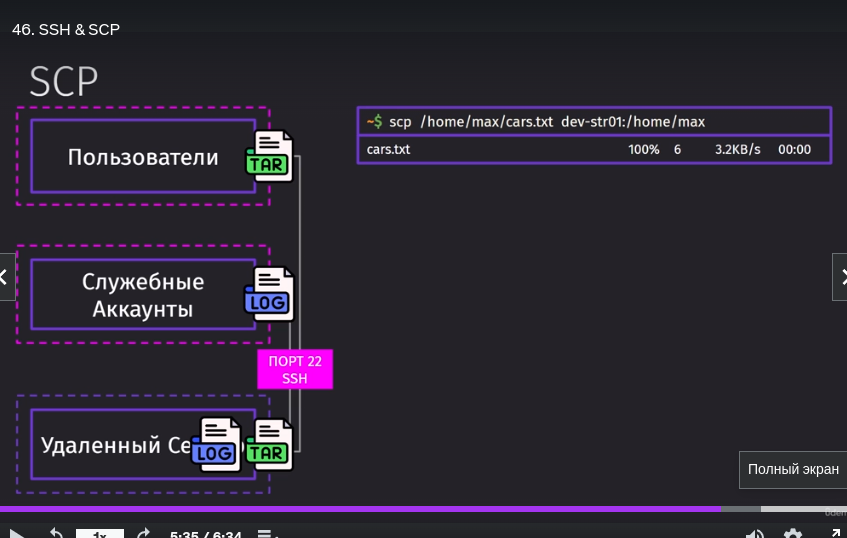 46. SSH & SCP
SCP
~$ scp /home/max/cars.txt dev-str01:/home/max
cars.txt 100% 6 3.2KB/s 00:00
Пользователи
TAR
Служебные
Аккаунты
LOG
ПОРТ 22
SSH
Удаленный
LOG
TAR
Полный экран
1x
5:35 / 6:34